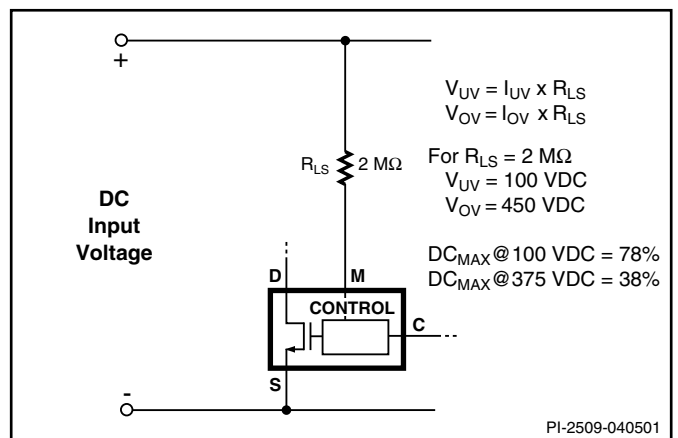 +
V_UV = I_UV x R_LS
V_OV = I_OV x R_LS
R_LS 2 MΩ
For R_LS = 2 MΩ
V_UV = 100 VDC
V_OV = 450 VDC
DC
Input
Voltage
DC_MAX@100 VDC = 78%
DC_MAX@375 VDC = 38%
D M
CONTROL
C
S
-
PI-2509-040501